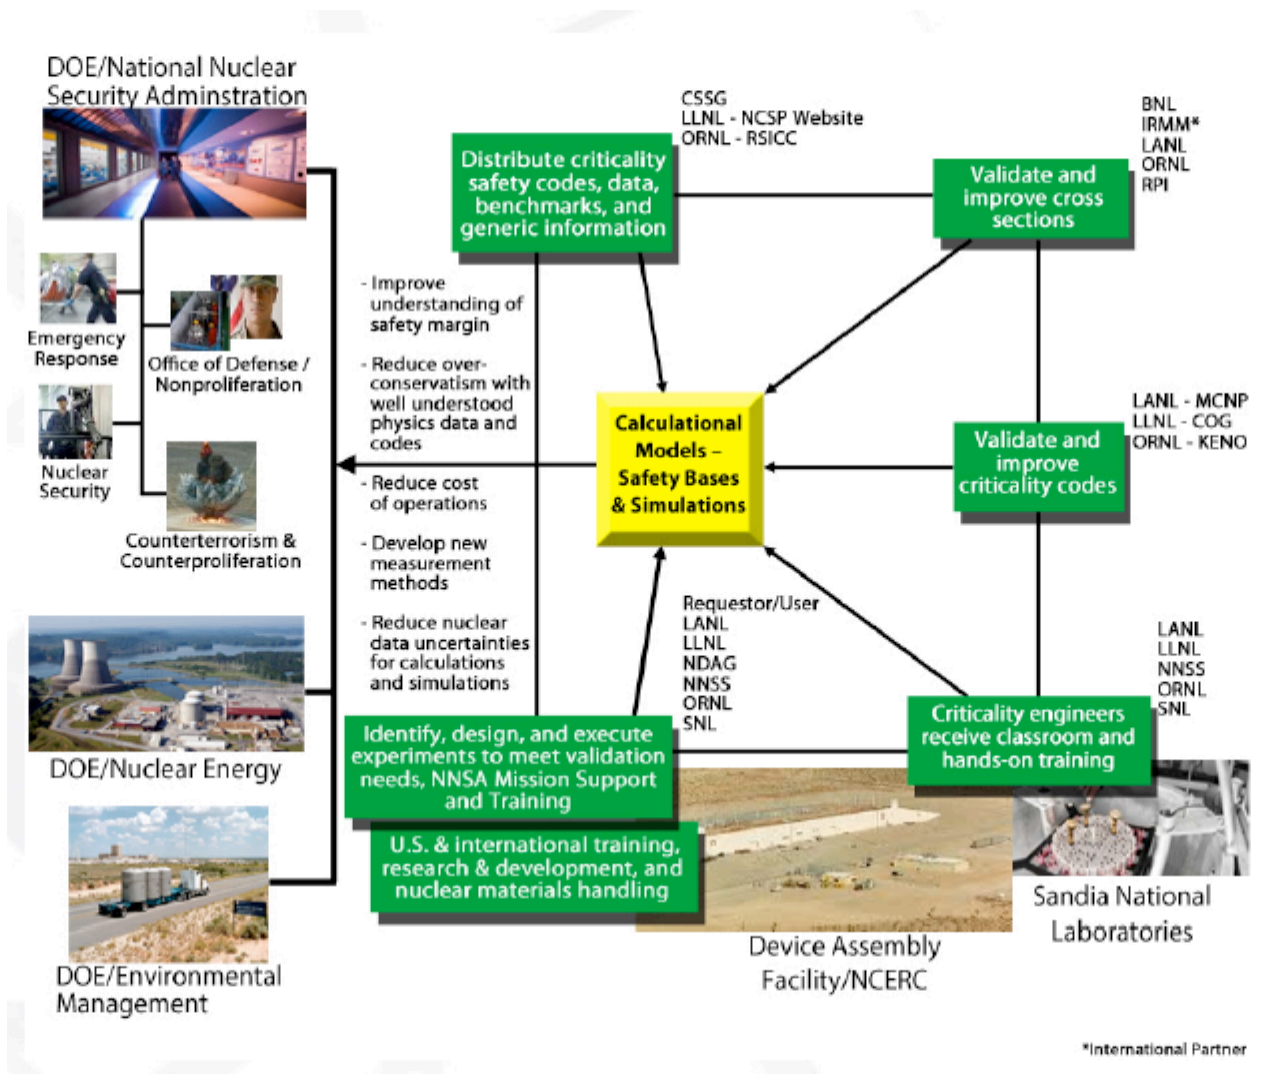 DOE/National Nuclear
Security Adminstration
Emergency
Response
Office of Defense /
Nonproliferation
Nuclear
Security
Counterterrorism &
Counterproliferation
DOE/Nuclear Energy
DOE/Environmental
Management
- Improve
understanding of
safety margin
- Reduce over-
conservatism with
well understood
physics data and
codes
- Reduce cost
of operations
- Develop new
measurement
methods
- Reduce nuclear
data uncertainties
for calculations
and simulations
Distribute criticality
safety codes, data,
benchmarks, and
generic information
CSSG
LLNL - NCSP Website
ORNL - RSICC
Validate and
improve cross
sections
BNL
IRMM*
LANL
ORNL
RPI
Calculational
Models –
Safety Bases
& Simulations
Validate and
improve
criticality codes
LANL - MCNP
LLNL - COG
ORNL - KENO
Requestor/User
LANL
LLNL
NDAG
NNSS
ORNL
SNL
Criticality engineers
receive classroom and
hands-on training
LANL
LLNL
NNSS
ORNL
SNL
Identify, design, and execute
experiments to meet validation
needs, NNSA Mission Support
and Training
U.S. & international training,
research & development, and
nuclear materials handling
Device Assembly
Facility/NCERC
Sandia National
Laboratories
*International Partner